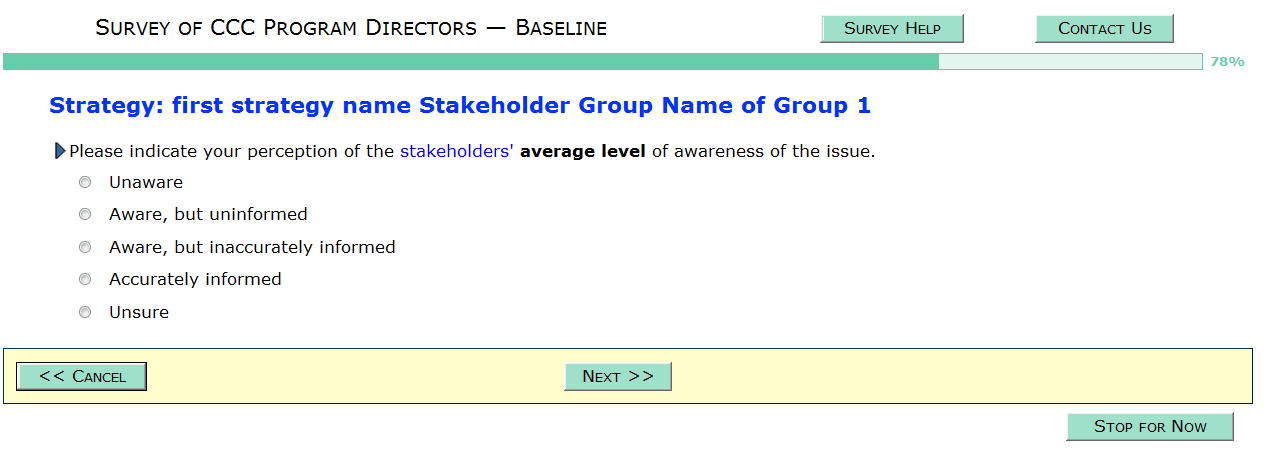 Survey of CCC Program Directors — Baseline
Survey Help
Contact Us
78%
Strategy: first strategy name Stakeholder Group Name of Group 1
Please indicate your perception of the stakeholders' average level of awareness of the issue.
Unaware
Aware, but uninformed
Aware, but inaccurately informed
Accurately informed
Unsure
<< Cancel
Next >>
Stop for Now